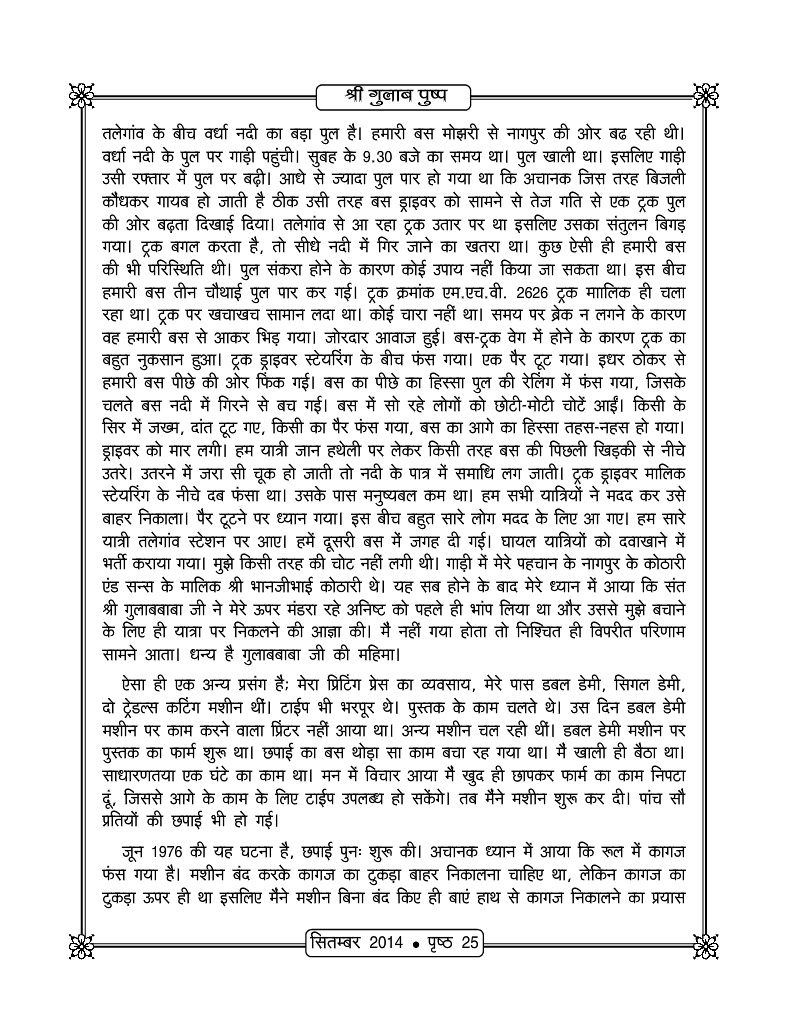 श्री गुलाब पुष्प
तलेगांव के बीच वर्धा नदी का बड़ा पुल है। हमारी बस मोझरी से नागपुर की ओर बढ रही थी।
वर्धा नदी के पुल पर गाड़ी पहुंची। सुबह के 9.30 बजे का समय था। पुल खाली था। इसलिए गाड़ी
उसी रफ्तार में पुल पर बढ़ी। आधे से ज्यादा पुल पार हो गया था कि अचानक जिस तरह बिजली
कौधकर गायब हो जाती है ठीक उसी तरह बस ड्राइवर को सामने से तेज गति से एक ट्रक पुल
की ओर बढ़ता दिखाई दिया। तलेगांव से आ रहा ट्रक उतार पर था इसलिए उसका संतुलन बिगड़
गया। ट्रक बगल करता है, तो सीधे नदी में गिर जाने का खतरा था। कुछ ऐसी ही हमारी बस
की भी परिस्थिति थी। पुल संकरा होने के कारण कोई उपाय नहीं किया जा सकता था। इस बीच
हमारी बस तीन चौथाई पुल पार कर गई। ट्रक क्रमांक एम.एच.वी. 2626 ट्रक माालिक ही चला
रहा था। ट्रक पर खचाखच सामान लदा था। कोई चारा नहीं था। समय पर ब्रेक न लगने के कारण
वह हमारी बस से आकर भिड़ गया। जोरदार आवाज हुई। बस-ट्रक वेग में होने के कारण ट्रक का
बहुत नुकसान हुआ। ट्रक ड्राइवर स्टेयरिंग के बीच फंस गया। एक पैर टूट गया। इधर ठोकर से
हमारी बस पीछे की ओर फिंक गई। बस का पीछे का हिस्सा पुल की रेलिंग में फंस गया, जिसके
चलते बस नदी में गिरने से बच गई। बस में सो रहे लोगों को छोटी-मोटी चोटें आईं। किसी के
सिर में जख्म, दांत टूट गए, किसी का पैर फंस गया, बस का आगे का हिस्सा तहस-नहस हो गया।
ड्राइवर को मार लगी। हम यात्री जान हथेली पर लेकर किसी तरह बस की पिछली खिड़की से नीचे
उतरे। उतरने में जरा सी चूक हो जाती तो नदी के पात्र में समाधि लग जाती। ट्रक ड्राइवर मालिक
स्टेयरिंग के नीचे दब फंसा था। उसके पास मनुष्यबल कम था। हम सभी यात्रियों ने मदद कर उसे
बाहर निकाला। पैर टूटने पर ध्यान गया। इस बीच बहुत सारे लोग मदद के लिए आ गए। हम सारे
यात्री तलेगांव स्टेशन पर आए। हमें दूसरी बस में जगह दी गई। घायल यात्रियों को दवाखाने में
भर्ती कराया गया। मुझे किसी तरह की चोट नहीं लगी थी। गाड़ी में मेरे पहचान के नागपुर के कोठारी
एंड सन्स के मालिक श्री भानजीभाई कोठारी थे। यह सब होने के बाद मेरे ध्यान में आया कि संत
श्री गुलाबबाबा जी ने मेरे ऊपर मंडरा रहे अनिष्ट को पहले ही भांप लिया था और उससे मुझे बचाने
के लिए ही यात्रा पर निकलने की आज्ञा की। मै नहीं गया होता तो निश्चित ही विपरीत परिणाम
सामने आता। धन्य है गुलाबबाबा जी की महिमा।
ऐसा ही एक अन्य प्रसंग है; मेरा प्रिटिंग प्रेस का व्यवसाय, मेरे पास डबल डेमी, सिगल डेमी,
दो ट्रेडल्स कटिंग मशीन थीं। टाईप भी भरपूर थे। पुस्तक के काम चलते थे। उस दिन डबल डेमी
मशीन पर काम करने वाला प्रिंटर नहीं आया था। अन्य मशीन चल रही थीं। डबल डेमी मशीन पर
पुस्तक का फार्म शुरू था। छपाई का बस थोड़ा सा काम बचा रह गया था। मै खाली ही बैठा था।
साधारणतया एक घंटे का काम था। मन में विचार आया मै खुद ही छापकर फार्म का काम निपटा
दूं, जिससे आगे के काम के लिए टाईप उपलब्ध हो सकेंगे। तब मैने मशीन शुरू कर दी। पांच सौ
प्रतियों की छपाई भी हो गई।
जून 1976 की यह घटना है, छपाई पुनः शुरू की। अचानक ध्यान में आया कि रूल में कागज
फंस गया है। मशीन बंद करके कागज का टुकड़ा बाहर निकालना चाहिए था, लेकिन कागज का
टुकड़ा ऊपर ही था इसलिए मैने मशीन बिना बंद किए ही बाएं हाथ से कागज निकालने का प्रयास
सितम्बर 2014 • पृष्ठ 25